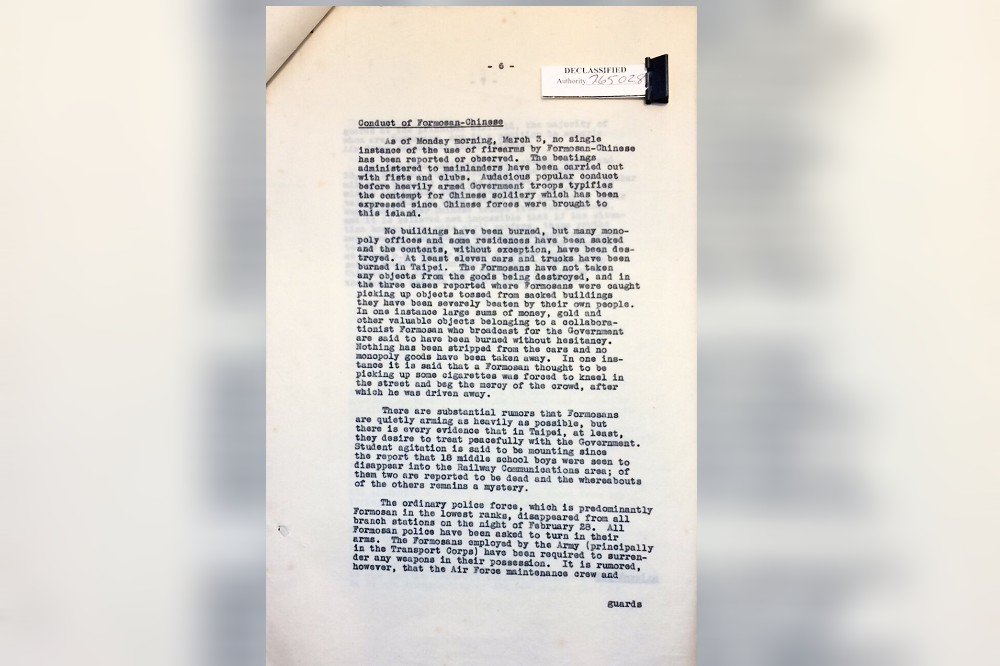 - 6 -
DECLASSIFIED
Authority 765028
Conduct of Formosan-Chinese
As of Monday morning, March 3, no single
instance of the use of firearms by Formosan-Chinese
has been reported or observed. The beatings
administered to mainlanders have been carried out
with fists and clubs. Audacious popular conduct
before heavily armed Government troops typifies
the contempt for Chinese soldiery which has been
expressed since Chinese forces were brought to
this island.
No buildings have been burned, but many mono-
poly offices and some residences have been sacked
and the contents, without exception, have been des-
troyed. At least eleven cars and trucks have been
burned in Taipei. The Formosans have not taken
any objects from the goods being destroyed, and in
the three cases reported where Formosans were caught
picking up objects tossed from sacked buildings
they have been severely beaten by their own people.
In one instance large sums of money, gold and
other valuable objects belonging to a collabora-
tionist Formosan who broadcast for the Government
are said to have been burned without hesitancy.
Nothing has been stripped from the cars and no
monopoly goods have been taken away. In one ins-
tance it is said that a Formosan thought to be
picking up some cigarettes was forced to kneel in
the street and beg the mercy of the crowd, after
which he was driven away.
There are substantial rumors that Formosans
are quietly arming as heavily as possible, but
there is every evidence that in Taipei, at least,
they desire to treat peacefully with the Government.
Student agitation is said to be mounting since
the report that 18 middle school boys were seen to
disappear into the Railway Communications area; of
them two are reported to be dead and the whereabouts
of the others remains a mystery.
The ordinary police force, which is predominantly
Formosan in the lowest ranks, disappeared from all
branch stations on the night of February 28. All
Formosan police have been asked to turn in their
arms. The Formosans employed by the Army (principally
in the Transport Corps) have been required to surren-
der any weapons in their possession. It is rumored,
however, that the Air Force maintenance crew and
guards